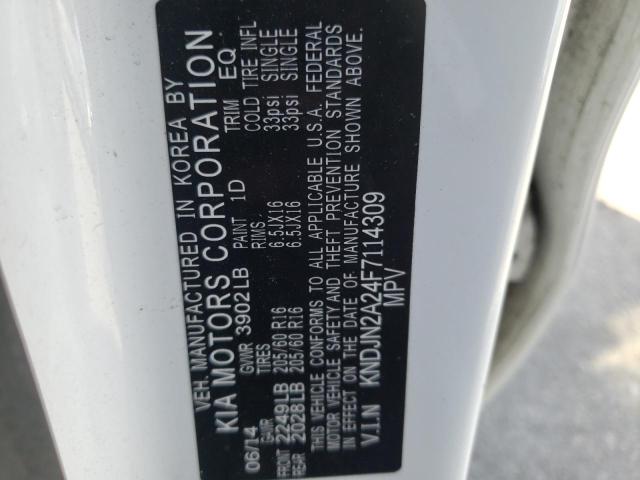 VEH. MANUFACTURED IN KOREA BY
KIA MOTORS CORPORATION
06/14 GVWR 3902LB PAINT 1D TRIM EQ
GAWR TIRES RIMS COLD TIRE INFL
FRONT 2249LB 205/60 R16 6.5JX16 33psi SINGLE
REAR 2028LB 205/60 R16 6.5JX16 33psi SINGLE
THIS VEHICLE CONFORMS TO ALL APPLICABLE U.S.A. FEDERAL
MOTOR VEHICLE SAFETY AND THEFT PREVENTION STANDARDS
IN EFFECT ON THE DATE OF MANUFACTURE SHOWN ABOVE.
V.I.N KNDJN2A24F7114309
MPV